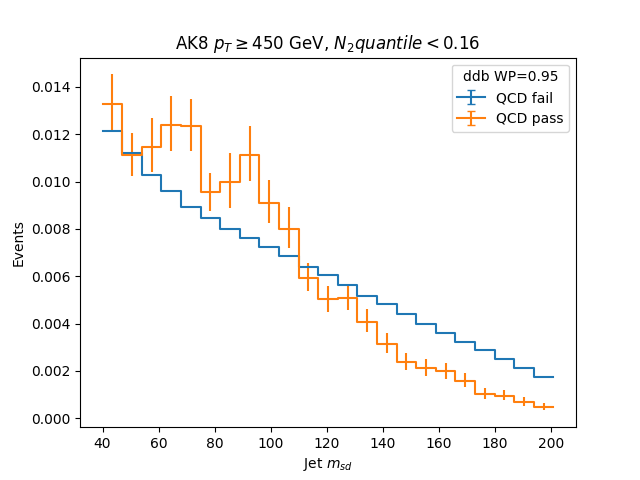 AK8 $p_T \geq 450$ GeV, $N_2quantile < 0.16$
ddb WP=0.95
QCD fail
QCD pass
Events
0.014
0.012
0.010
0.008
0.006
0.004
0.002
0.000
40 60 80 100 120 140 160 180 200
Jet $m_{sd}$